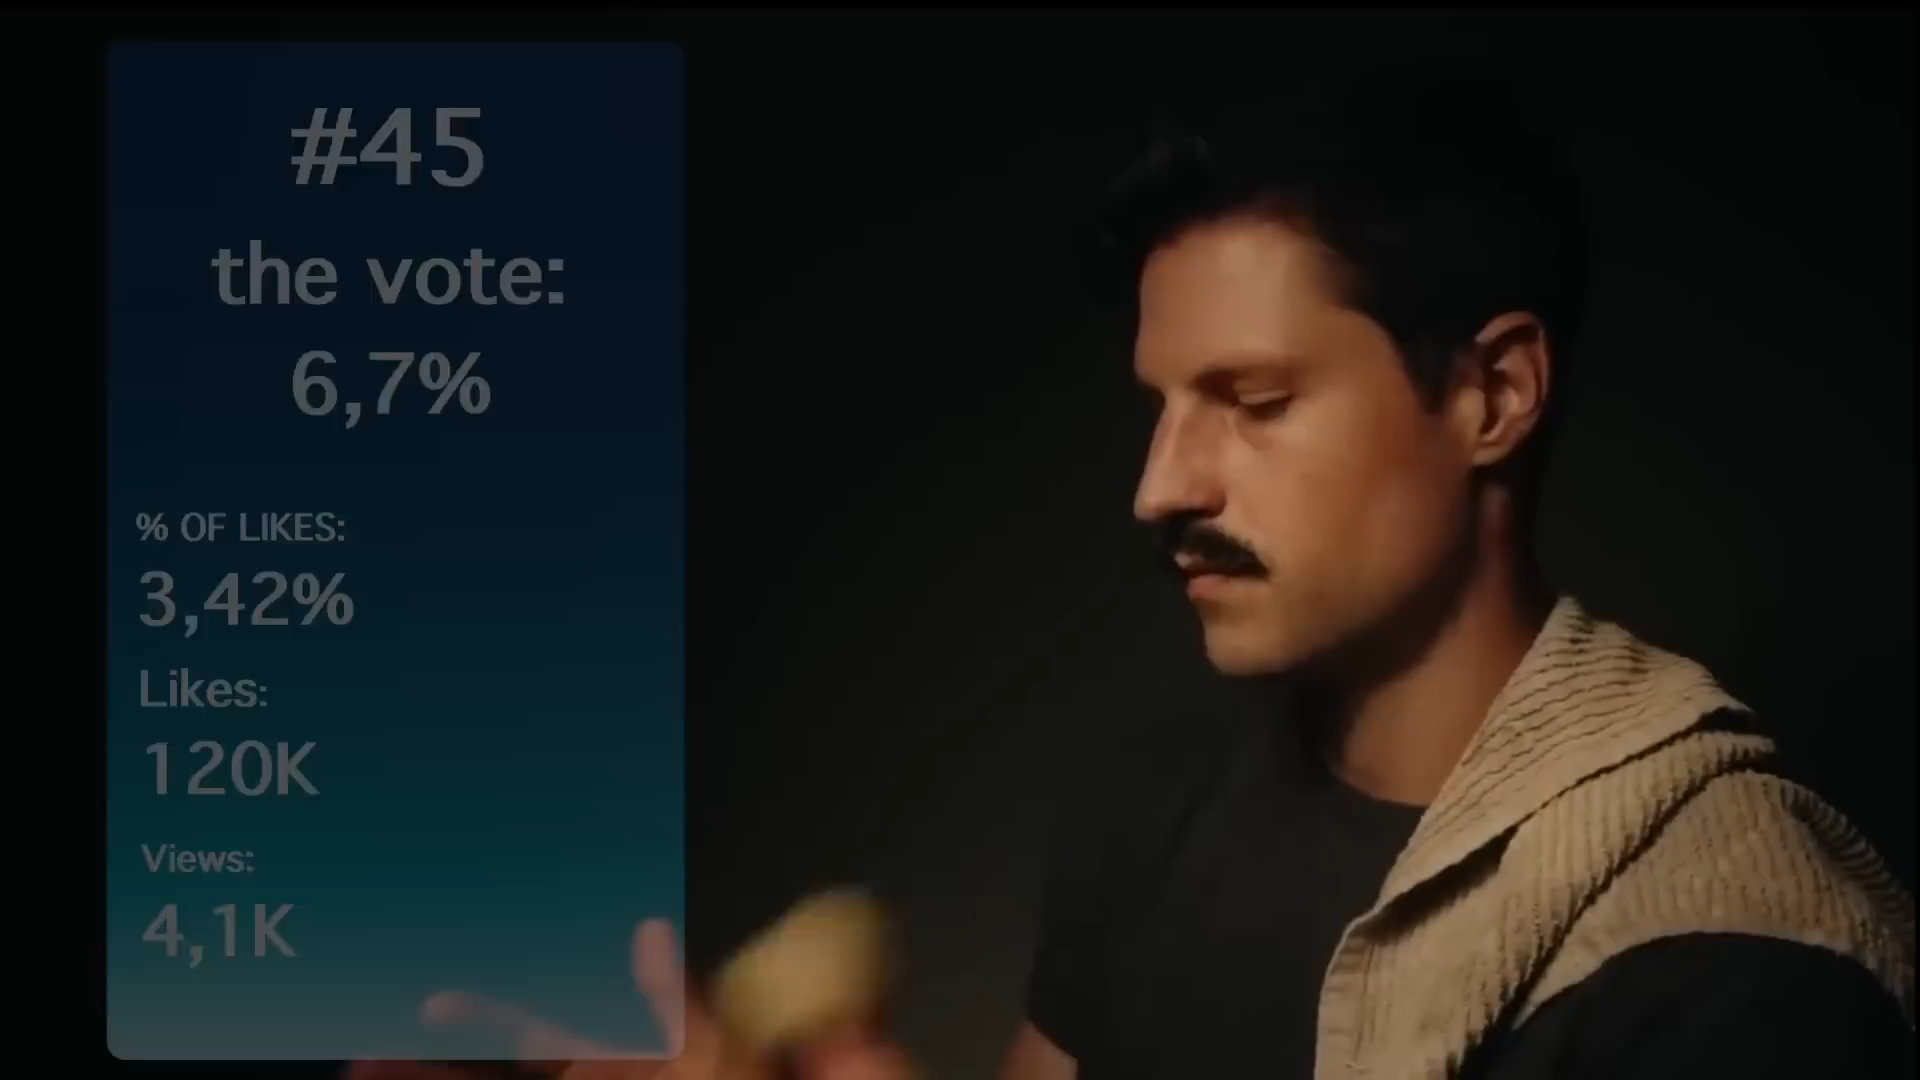 #45
the vote:
6,7%
% OF LIKES:
3,42%
Likes:
120K
Views:
4,1K